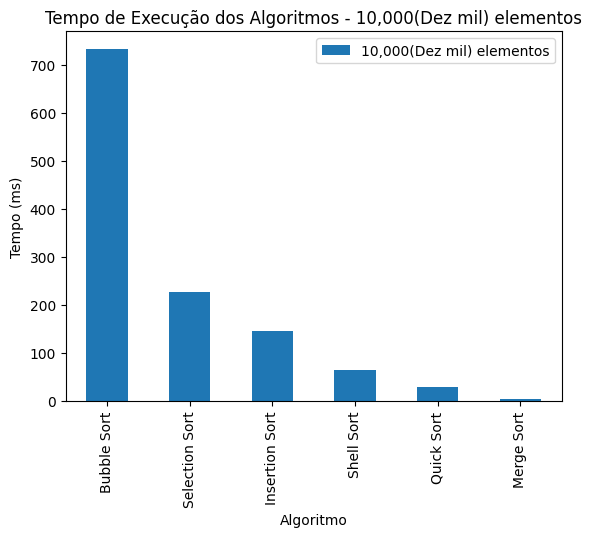 Tempo de Execução dos Algoritmos - 10,000(Dez mil) elementos
10,000(Dez mil) elementos
Tempo (ms)
700
600
500
400
300
200
100
0
Bubble Sort
Selection Sort
Insertion Sort
Shell Sort
Quick Sort
Merge Sort
Algoritmo